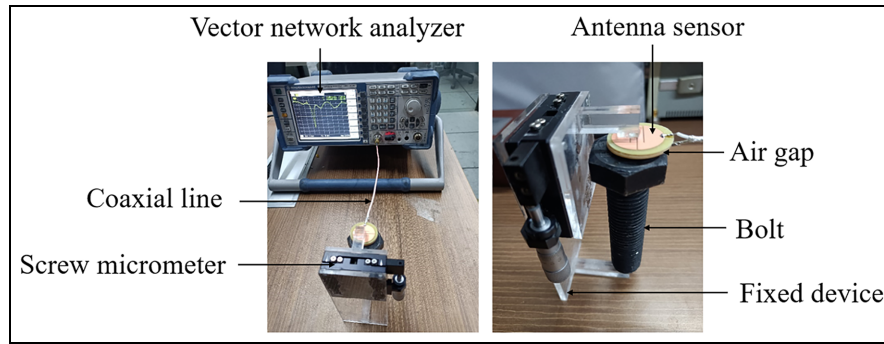 Vector network analyzer
Antenna sensor
Air gap
Coaxial line
Bolt
Screw micrometer
Fixed device